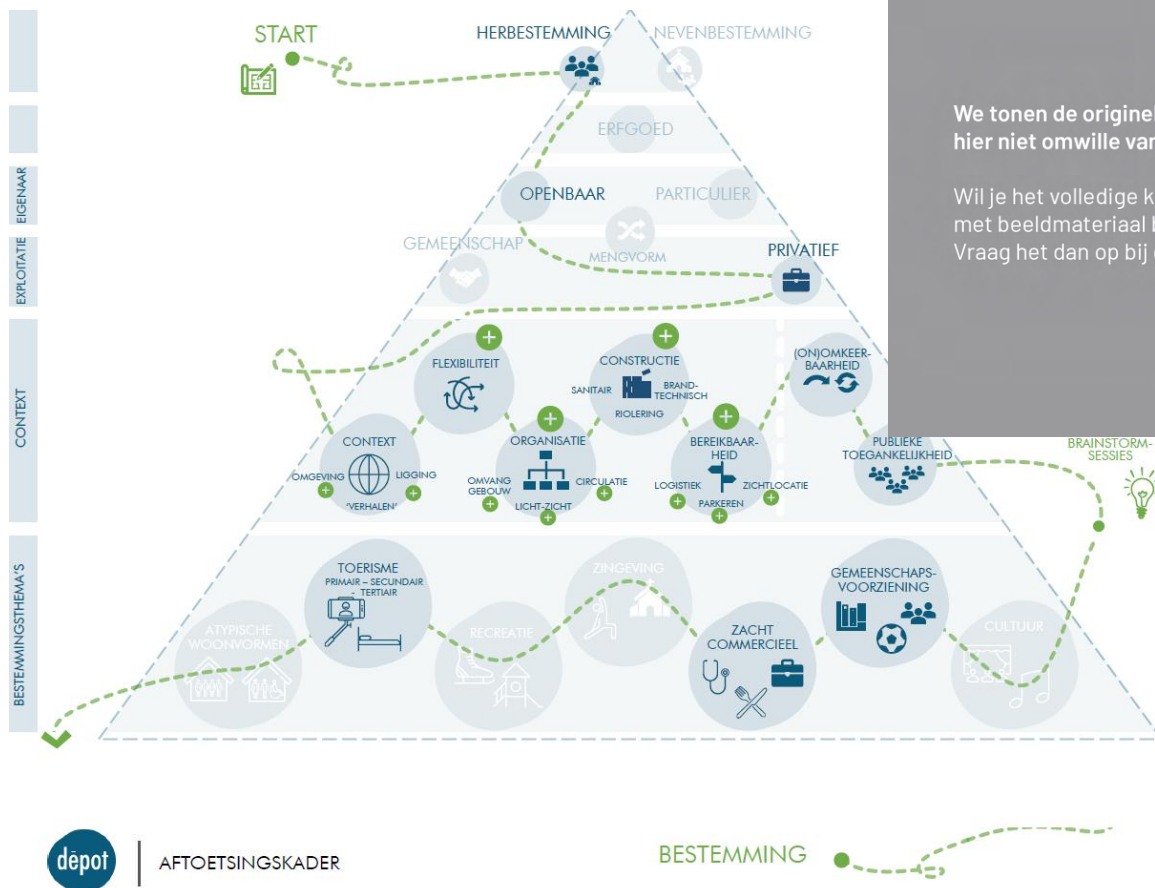 START
HERBESTEMMING
NEVENBESTEMMING
We tonen de originel
hier niet omwille van
Wil je het volledige k
met beeldmateriaal b
Vraag het dan op bij
ERFGOED
EIGENAAR
OPENBAAR
PARTICULIER
EXPLOITATIE
GEMEENSCHAP
MENGVORM
PRIVATIEF
CONTEXT
FLEXIBILITEIT
CONSTRUCTIE
SANITAIR
BRAND-
TECHNISCH
RIOLERING
(ON)OMKEER-
BAARHEID
CONTEXT
OMGEVING
LIGGING
'VERHALEN'
ORGANISATIE
OMVANG
GEBOUW
CIRCULATIE
LICHT-ZICHT
BEREIKBAAR-
HEID
LOGISTIEK
ZICHTLOCATIE
PARKEREN
PUBLIEKE
TOEGANKELIJKHEID
BRAINSTORM-
SESSIES
BESTEMMINGSTHEMA'S
ATYPISCHE
WOONVORMEN
TOERISME
PRIMAIR – SECUNDAIR
- TERTIAIR
RECREATIE
ZINGEVING
ZACHT
COMMERCIEEL
GEMEENSCHAPS-
VOORZIENING
CULTUUR
dēpot
AFTOETSINGSKADER
BESTEMMING